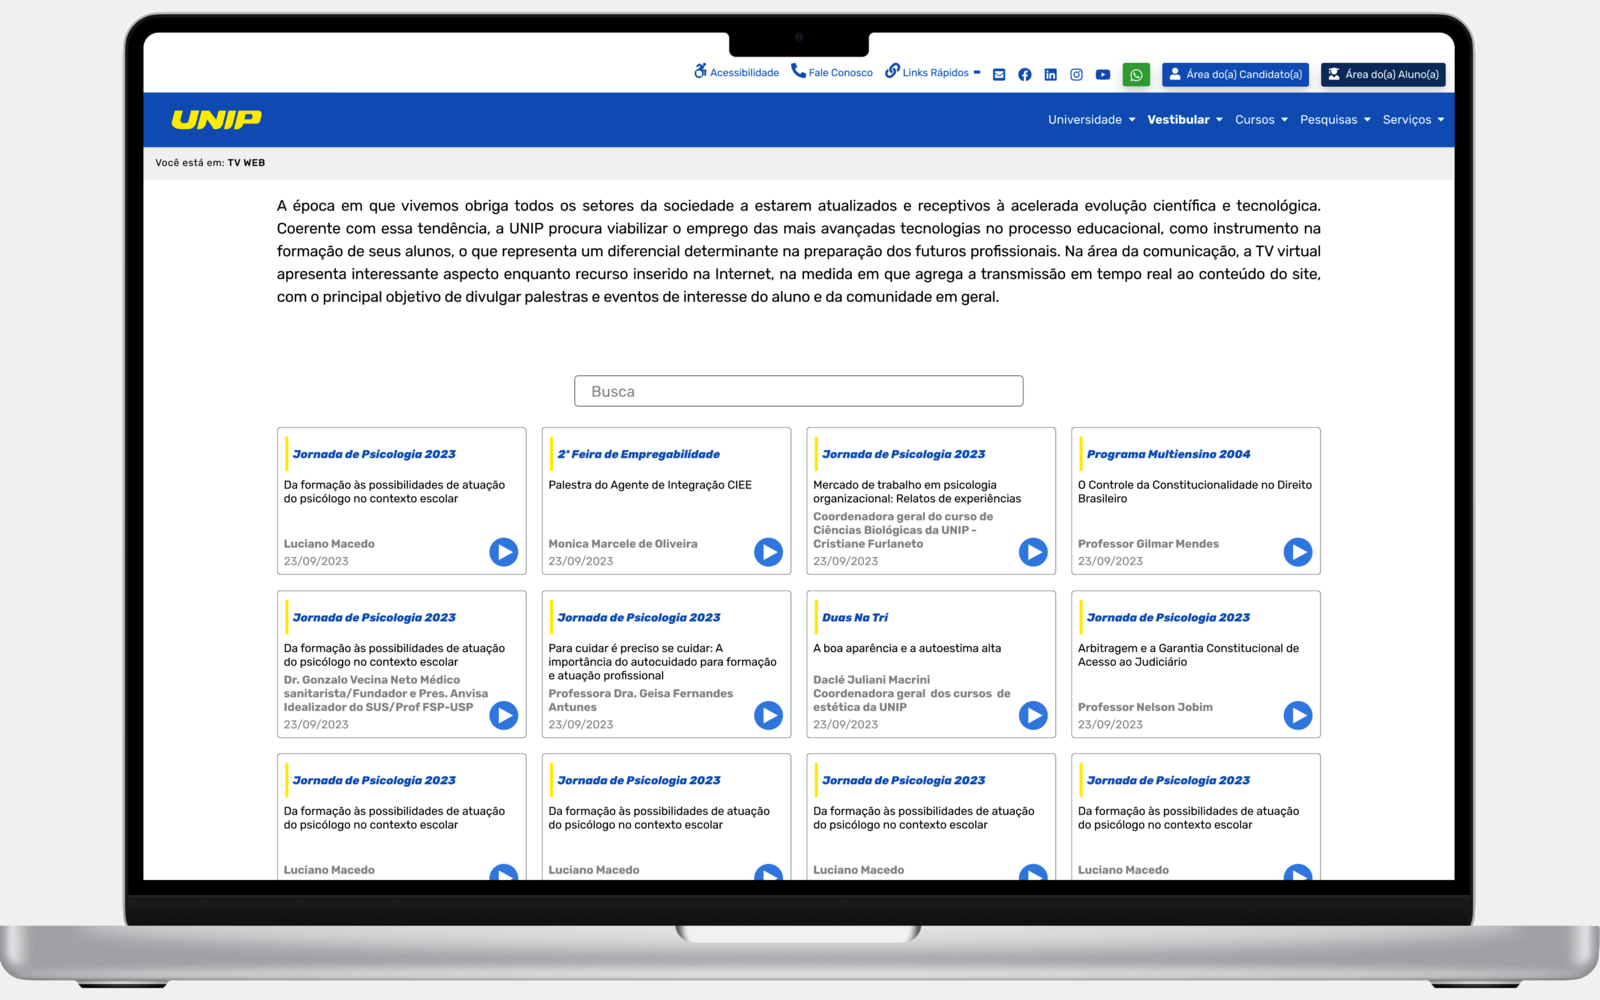 Acessibilidade Fale Conosco Links Rápidos Área do(a) Candidato(a) Área do(a) Aluno(a)
UNIP
Universidade Vestibular Cursos Pesquisas Serviços
Você está em: TV WEB
A época em que vivemos obriga todos os setores da sociedade a estarem atualizados e receptivos à acelerada evolução científica e tecnológica.
Coerente com essa tendência, a UNIP procura viabilizar o emprego das mais avançadas tecnologias no processo educacional, como instrumento na
formação de seus alunos, o que representa um diferencial determinante na preparação dos futuros profissionais. Na área da comunicação, a TV virtual
apresenta interessante aspecto enquanto recurso inserido na Internet, na medida em que agrega a transmissão em tempo real ao conteúdo do site,
com o principal objetivo de divulgar palestras e eventos de interesse do aluno e da comunidade em geral.
Busca
Jornada de Psicologia 2023
Da formação às possibilidades de atuação
do psicólogo no contexto escolar
Luciano Macedo
23/09/2023
2ª Feira de Empregabilidade
Palestra do Agente de Integração CIEE
Monica Marcele de Oliveira
23/09/2023
Jornada de Psicologia 2023
Mercado de trabalho em psicologia
organizacional: Relatos de experiências
Coordenadora geral do curso de
Ciências Biológicas da UNIP -
Cristiane Furlaneto
23/09/2023
Programa Multiensino 2004
O Controle da Constitucionalidade no Direito
Brasileiro
Professor Gilmar Mendes
23/09/2023
Jornada de Psicologia 2023
Da formação às possibilidades de atuação
do psicólogo no contexto escolar
Dr. Gonzalo Vecina Neto Médico
sanitarista/Fundador e Pres. Anvisa
Idealizador do SUS/Prof FSP-USP
23/09/2023
Jornada de Psicologia 2023
Para cuidar é preciso se cuidar: A
importância do autocuidado para formação
e atuação profissional
Professora Dra. Geisa Fernandes
Antunes
23/09/2023
Duas Na Tri
A boa aparência e a autoestima alta
Daclé Juliani Macrini
Coordenadora geral dos cursos de
estética da UNIP
23/09/2023
Jornada de Psicologia 2023
Arbitragem e a Garantia Constitucional de
Acesso ao Judiciário
Professor Nelson Jobim
23/09/2023
Jornada de Psicologia 2023
Da formação às possibilidades de atuação
do psicólogo no contexto escolar
Luciano Macedo
Jornada de Psicologia 2023
Da formação às possibilidades de atuação
do psicólogo no contexto escolar
Luciano Macedo
Jornada de Psicologia 2023
Da formação às possibilidades de atuação
do psicólogo no contexto escolar
Luciano Macedo
Jornada de Psicologia 2023
Da formação às possibilidades de atuação
do psicólogo no contexto escolar
Luciano Macedo